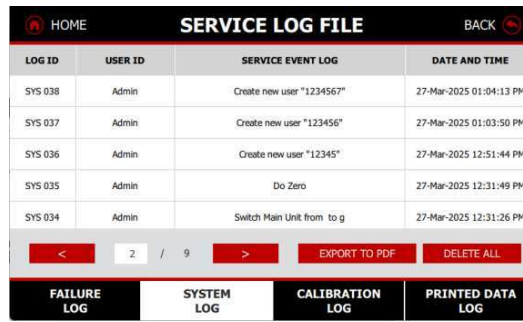 HOME SERVICE LOG FILE BACK
LOG ID USER ID SERVICE EVENT LOG DATE AND TIME
SYS 038 Admin Create new user "1234567" 27-Mar-2025 01:04:13 PM
SYS 037 Admin Create new user "123456" 27-Mar-2025 01:03:50 PM
SYS 036 Admin Create new user "12345" 27-Mar-2025 12:51:44 PM
SYS 035 Admin Do Zero 27-Mar-2025 12:31:49 PM
SYS 034 Admin Switch Main Unit from to g 27-Mar-2025 12:31:26 PM
< 2 / 9 > EXPORT TO PDF DELETE ALL
FAILURE LOG SYSTEM LOG CALIBRATION LOG PRINTED DATA LOG